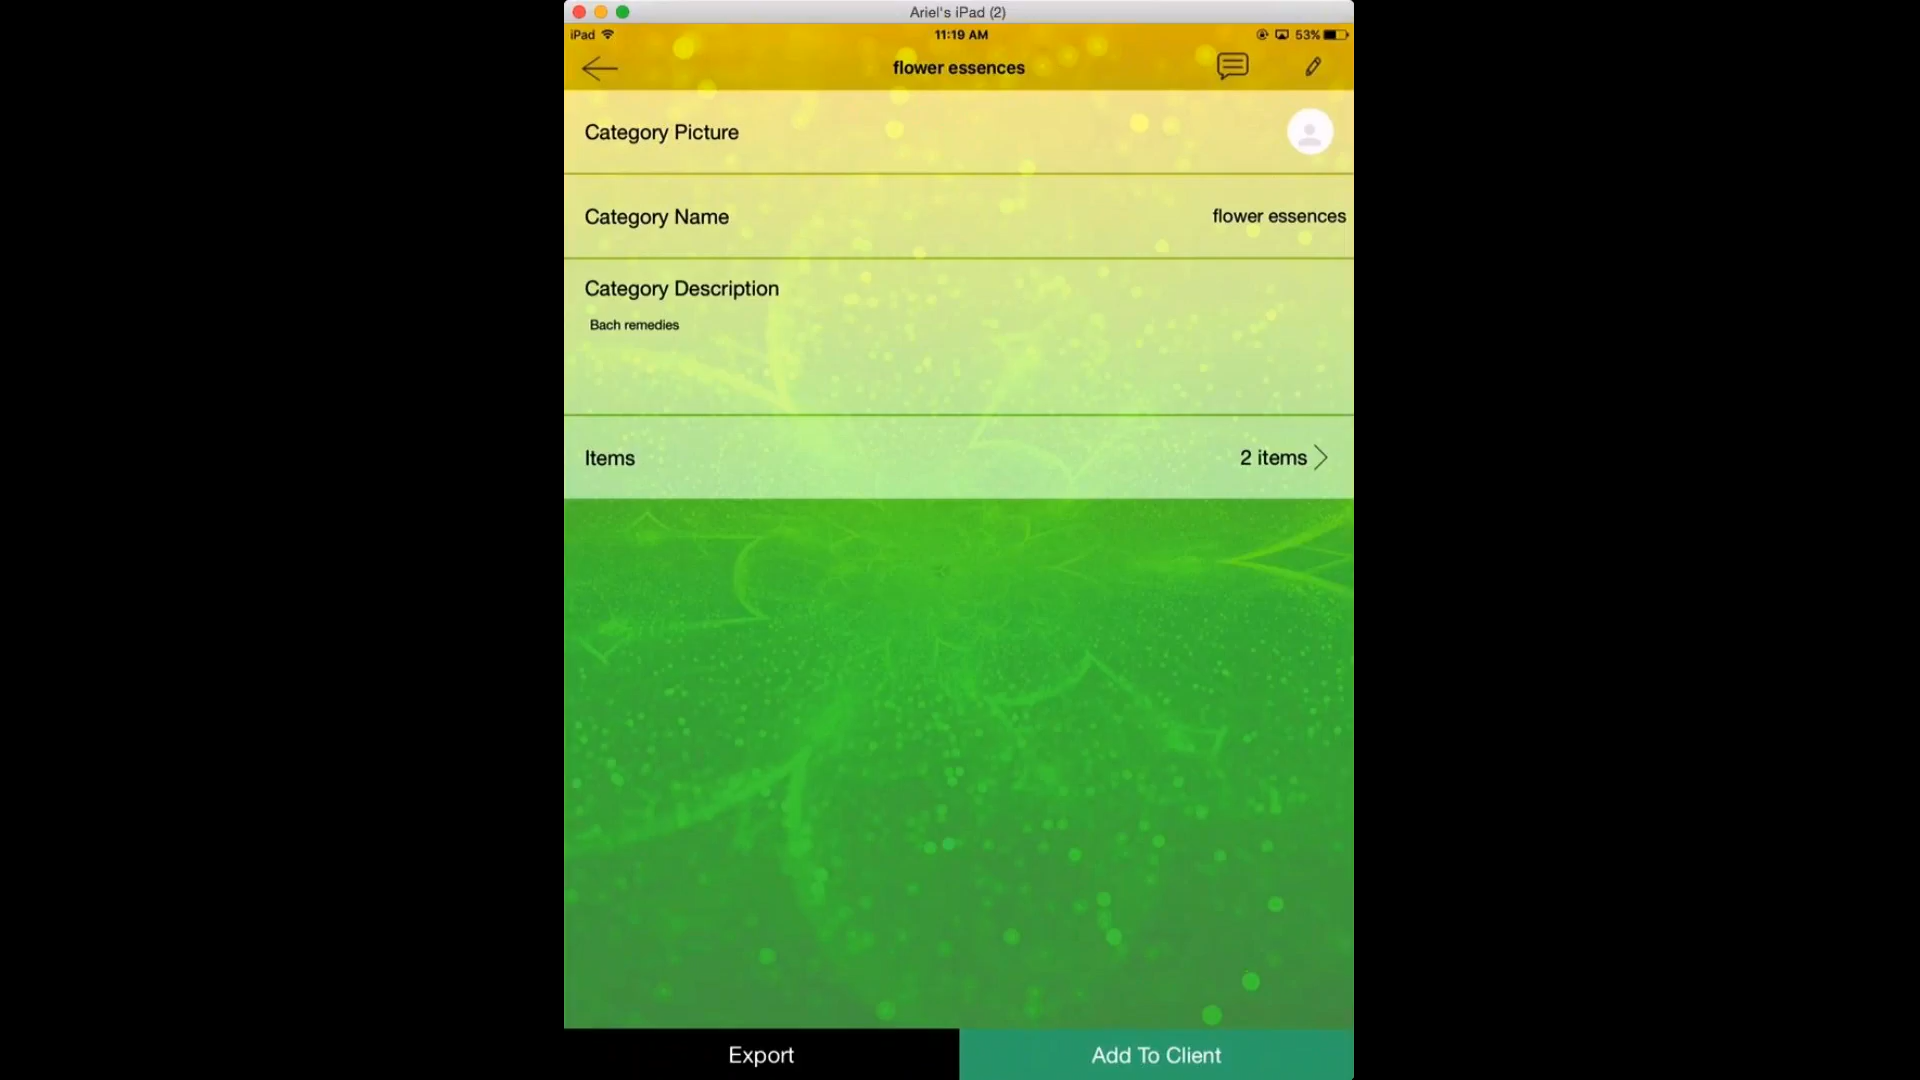 Ariel's iPad (2)
iPad 11:19 AM 53%
flower essences
Category Picture
Category Name flower essences
Category Description
Bach remedies
Items 2 items
Export Add To Client